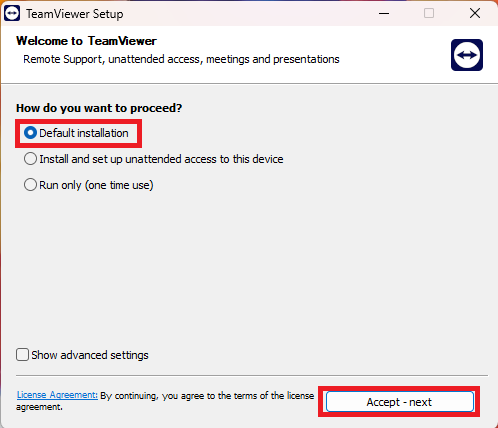 TeamViewer Setup
Welcome to TeamViewer
Remote Support, unattended access, meetings and presentations
How do you want to proceed?
Default installation
Install and set up unattended access to this device
Run only (one time use)
Show advanced settings
License Agreement: By continuing, you agree to the terms of the license
agreement.
Accept - next